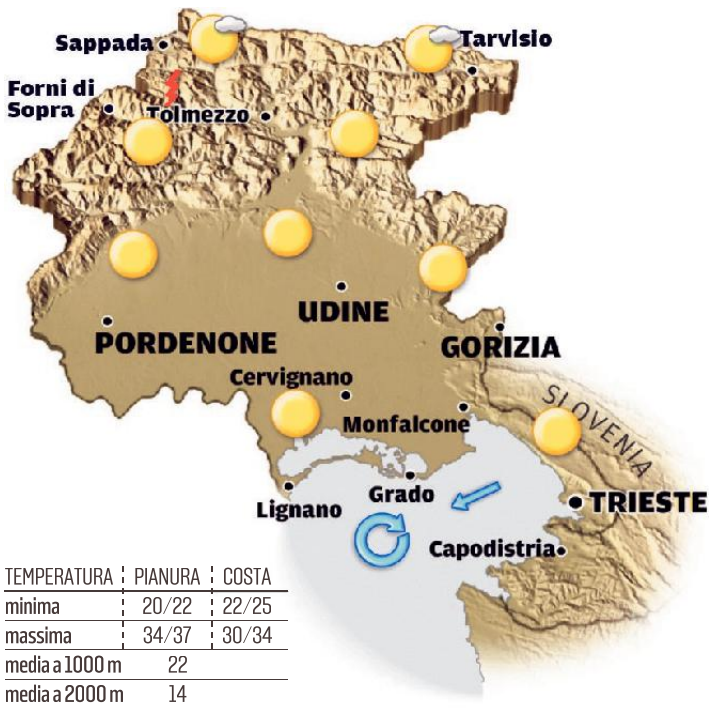 Sappada
Tarvisio
Forni di
Sopra
Tolmezzo
UDINE
PORDENONE
GORIZIA
Cervignano
SLOVENIA
Monfalcone
Grado
Lignano
TRIESTE
Capodistria
TEMPERATURA PIANURA COSTA
minima 20/22 22/25
massima 34/37 30/34
media a 1000 m 22
media a 2000 m 14